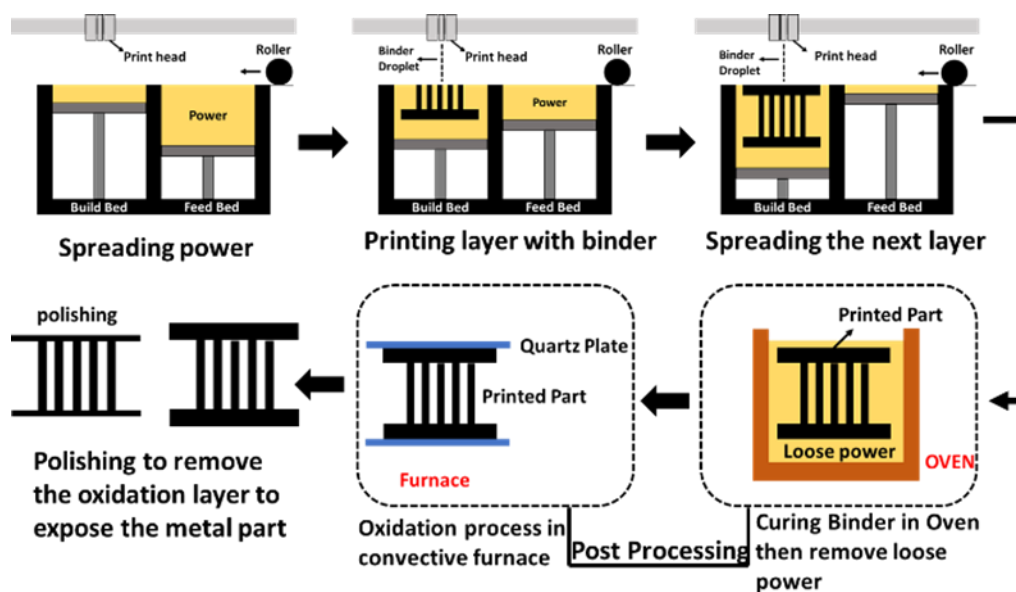 Print head
Roller
Power
Build Bed
Feed Bed
Spreading power
Binder
Droplet
Print head
Roller
Power
Build Bed
Feed Bed
Printing layer with binder
Binder
Droplet
Print head
Roller
Build Bed
Feed Bed
Spreading the next layer
polishing
Polishing to remove
the oxidation layer to
expose the metal part
Quartz Plate
Printed Part
Furnace
Oxidation process in
convective furnace
Post Processing
Printed Part
Loose power
OVEN
Curing Binder in Oven
then remove loose
power